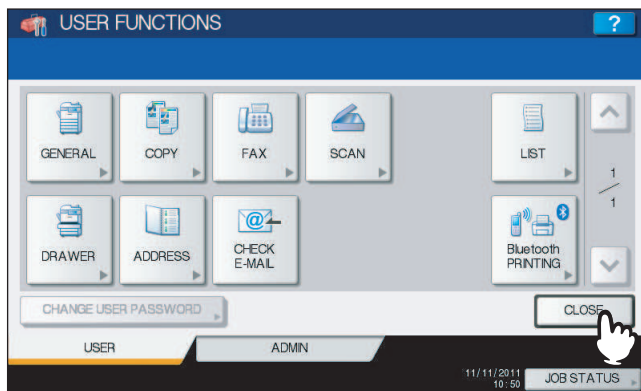 USER FUNCTIONS
?
GENERAL
COPY
FAX
SCAN
LIST
1
1
DRAWER
ADDRESS
CHECK
E-MAIL
Bluetooth
PRINTING
CHANGE USER PASSWORD
CLOSE
USER
ADMIN
11/11/2011
10:50
JOB STATUS